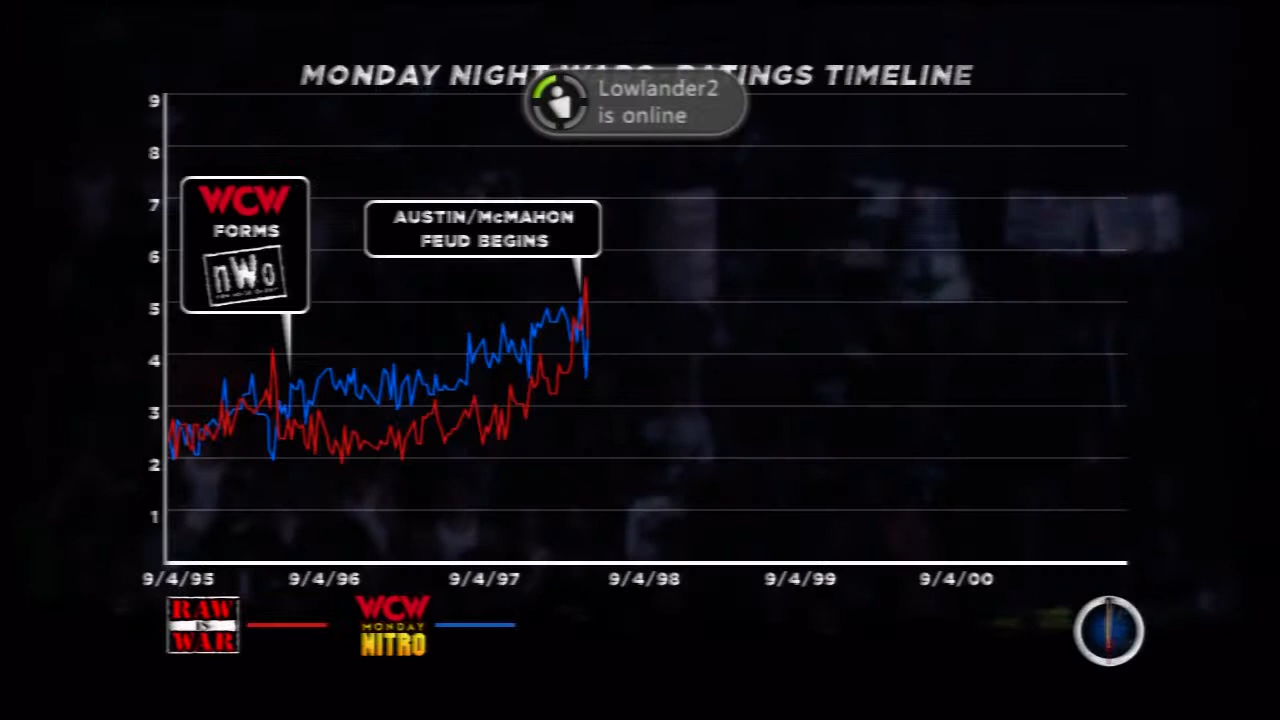 MONDAY NIGHT WARS: RATINGS TIMELINE
Lowlander2
is online
9
8
7
6
5
4
3
2
1
WCW
FORMS
nWo
AUSTIN/McMAHON
FEUD BEGINS
9/4/95 9/4/96 9/4/97 9/4/98 9/4/99 9/4/00
RAW
IS
WAR
WCW
MONDAY
NITRO